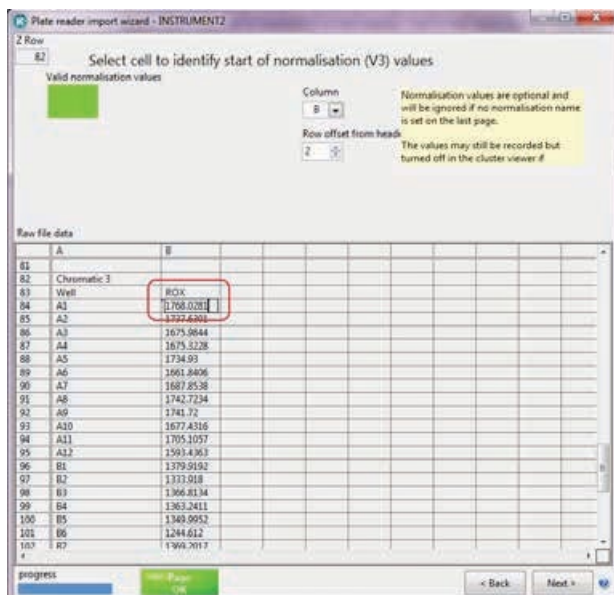 Plate reader import wizard - INSTRUMENT2
Z Row
82
Select cell to identify start of normalisation (V3) values
Valid normalisation values
Column
B
Row offset from head
2
Normalisation values are optional and
will be ignored if no normalisation name
is set on the last page.
The values may still be recorded but
turned off in the cluster viewer if
Raw file data
A B
81
82 Chromatic 3
83 Well ROX
84 A1 1768.0281
85 A2 1737.6301
86 A3 1675.9844
87 A4 1675.3228
88 A5 1734.93
89 A6 1661.8406
90 A7 1687.8538
91 A8 1742.7234
92 A9 1741.72
93 A10 1677.4316
94 A11 1705.1057
95 A12 1593.4363
96 B1 1379.9192
97 B2 1333.918
98 B3 1366.8134
99 B4 1363.2411
100 B5 1349.9952
101 B6 1244.612
102 B7 1369.2017
progress
Page
OK
< Back
Next >